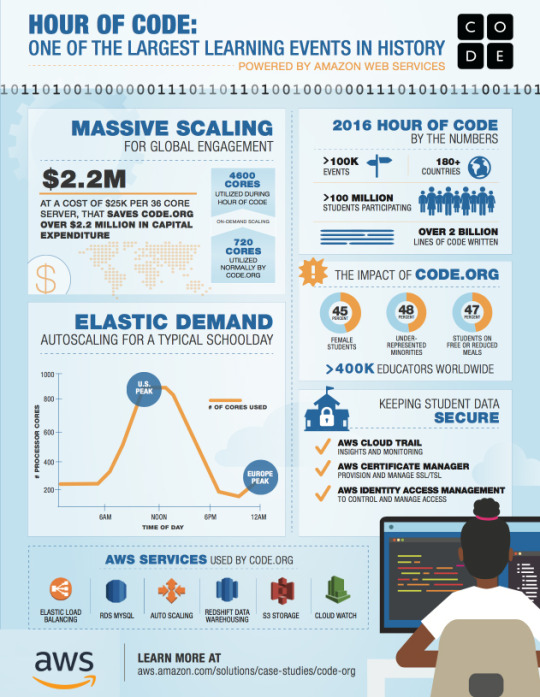 HOUR OF CODE:
ONE OF THE LARGEST LEARNING EVENTS IN HISTORY
POWERED BY AMAZON WEB SERVICES
C O
D E
1011010010000001110110110100100000011101010111001101
MASSIVE SCALING
FOR GLOBAL ENGAGEMENT
$2.2M
AT A COST OF $25K PER 36 CORE
SERVER, THAT SAVES CODE.ORG
OVER $2.2 MILLION IN CAPITAL
EXPENDITURE
$
4600
CORES
UTILIZED DURING
HOUR OF CODE
ON-DEMAND SCALING
720
CORES
UTILIZED
NORMALLY BY
CODE.ORG
2016 HOUR OF CODE
BY THE NUMBERS
>100K
EVENTS
180+
COUNTRIES
>100 MILLION
STUDENTS PARTICIPATING
OVER 2 BILLION
LINES OF CODE WRITTEN
! THE IMPACT OF CODE.ORG
45
PERCENT
FEMALE
STUDENTS
48
PERCENT
UNDER-
REPRESENTED
MINORITIES
47
PERCENT
STUDENTS ON
FREE OR REDUCED
MEALS
>400K EDUCATORS WORLDWIDE
ELASTIC DEMAND
AUTOSCALING FOR A TYPICAL SCHOOLDAY
# PROCESSOR CORES
1000
800
600
400
200
U.S.
PEAK
# OF CORES USED
EUROPE
PEAK
6AM
NOON
6PM
12AM
TIME OF DAY
KEEPING STUDENT DATA
SECURE
AWS CLOUD TRAIL
INSIGHTS AND MONITORING
AWS CERTIFICATE MANAGER
PROVISION AND MANAGE SSL/TSL
AWS IDENTITY ACCESS MANAGEMENT
TO CONTROL AND MANAGE ACCESS
AWS SERVICES USED BY CODE.ORG
ELASTIC LOAD
BALANCING
RDS MYSQL
AUTO SCALING
REDSHIFT DATA
WAREHOUSING
S3 STORAGE
CLOUD WATCH
aws
LEARN MORE AT
aws.amazon.com/solutions/case-studies/code-org